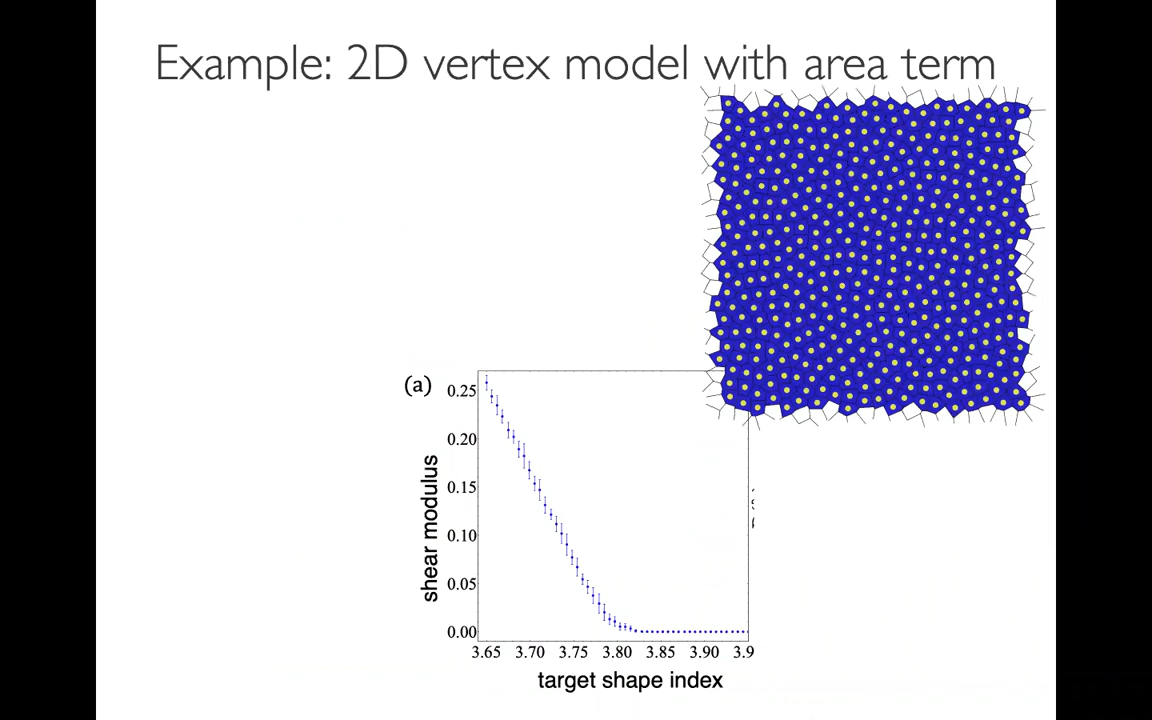 Example: 2D vertex model with area term
(a)
shear modulus
0.25
0.20
0.15
0.10
0.05
0.00
3.65 3.70 3.75 3.80 3.85 3.90 3.9
target shape index